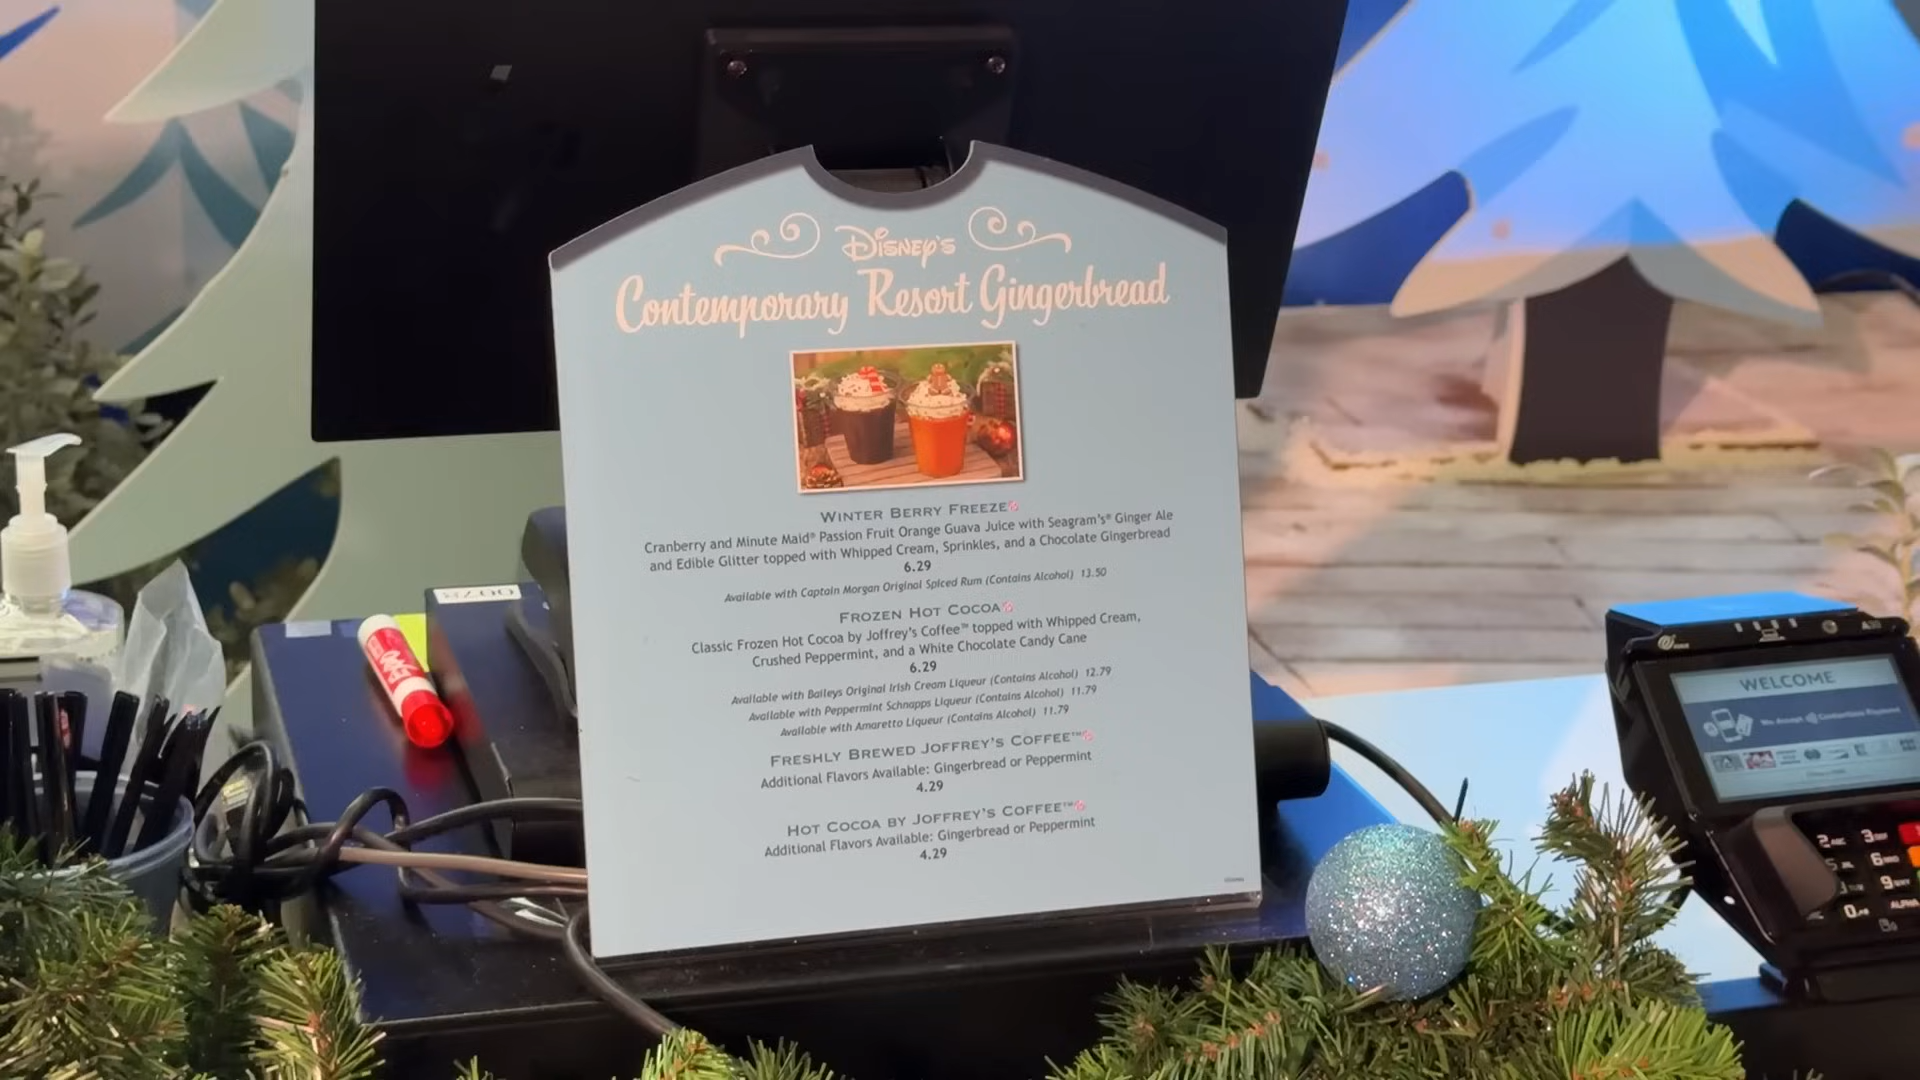 Disney's
Contemporary Resort Gingerbread
WINTER BERRY FREEZE
Cranberry and Minute Maid® Passion Fruit Orange Guava Juice with Seagram's® Ginger Ale
and Edible Glitter topped with Whipped Cream, Sprinkles, and a Chocolate Gingerbread
6.29
Available with Captain Morgan Original Spiced Rum (Contains Alcohol) 13.50
FROZEN HOT COCOA
Classic Frozen Hot Cocoa by Joffrey's Coffee™ topped with Whipped Cream,
Crushed Peppermint, and a White Chocolate Candy Cane
6.29
Available with Baileys Original Irish Cream Liqueur (Contains Alcohol) 12.79
Available with Peppermint Schnapps Liqueur (Contains Alcohol) 11.79
Available with Amaretto Liqueur (Contains Alcohol) 11.79
FRESHLY BREWED JOFFREY'S COFFEE™
Additional Flavors Available: Gingerbread or Peppermint
4.29
HOT COCOA BY JOFFREY'S COFFEE™
Additional Flavors Available: Gingerbread or Peppermint
4.29
WELCOME
We Accept Contactless Payment